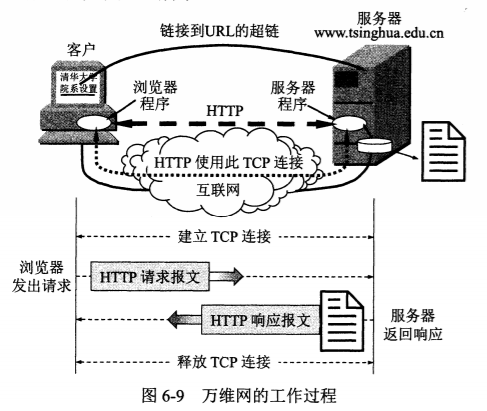 链接到URL的超链
服务器
www.tsinghua.edu.cn
客户
清华大学
院系设置
浏览器
程序
HTTP
服务器
程序
HTTP 使用此 TCP 连接
互联网
建立 TCP 连接
浏览器
发出请求
HTTP 请求报文
HTTP 响应报文
服务器
返回响应
释放 TCP 连接
图 6-9 万维网的工作过程